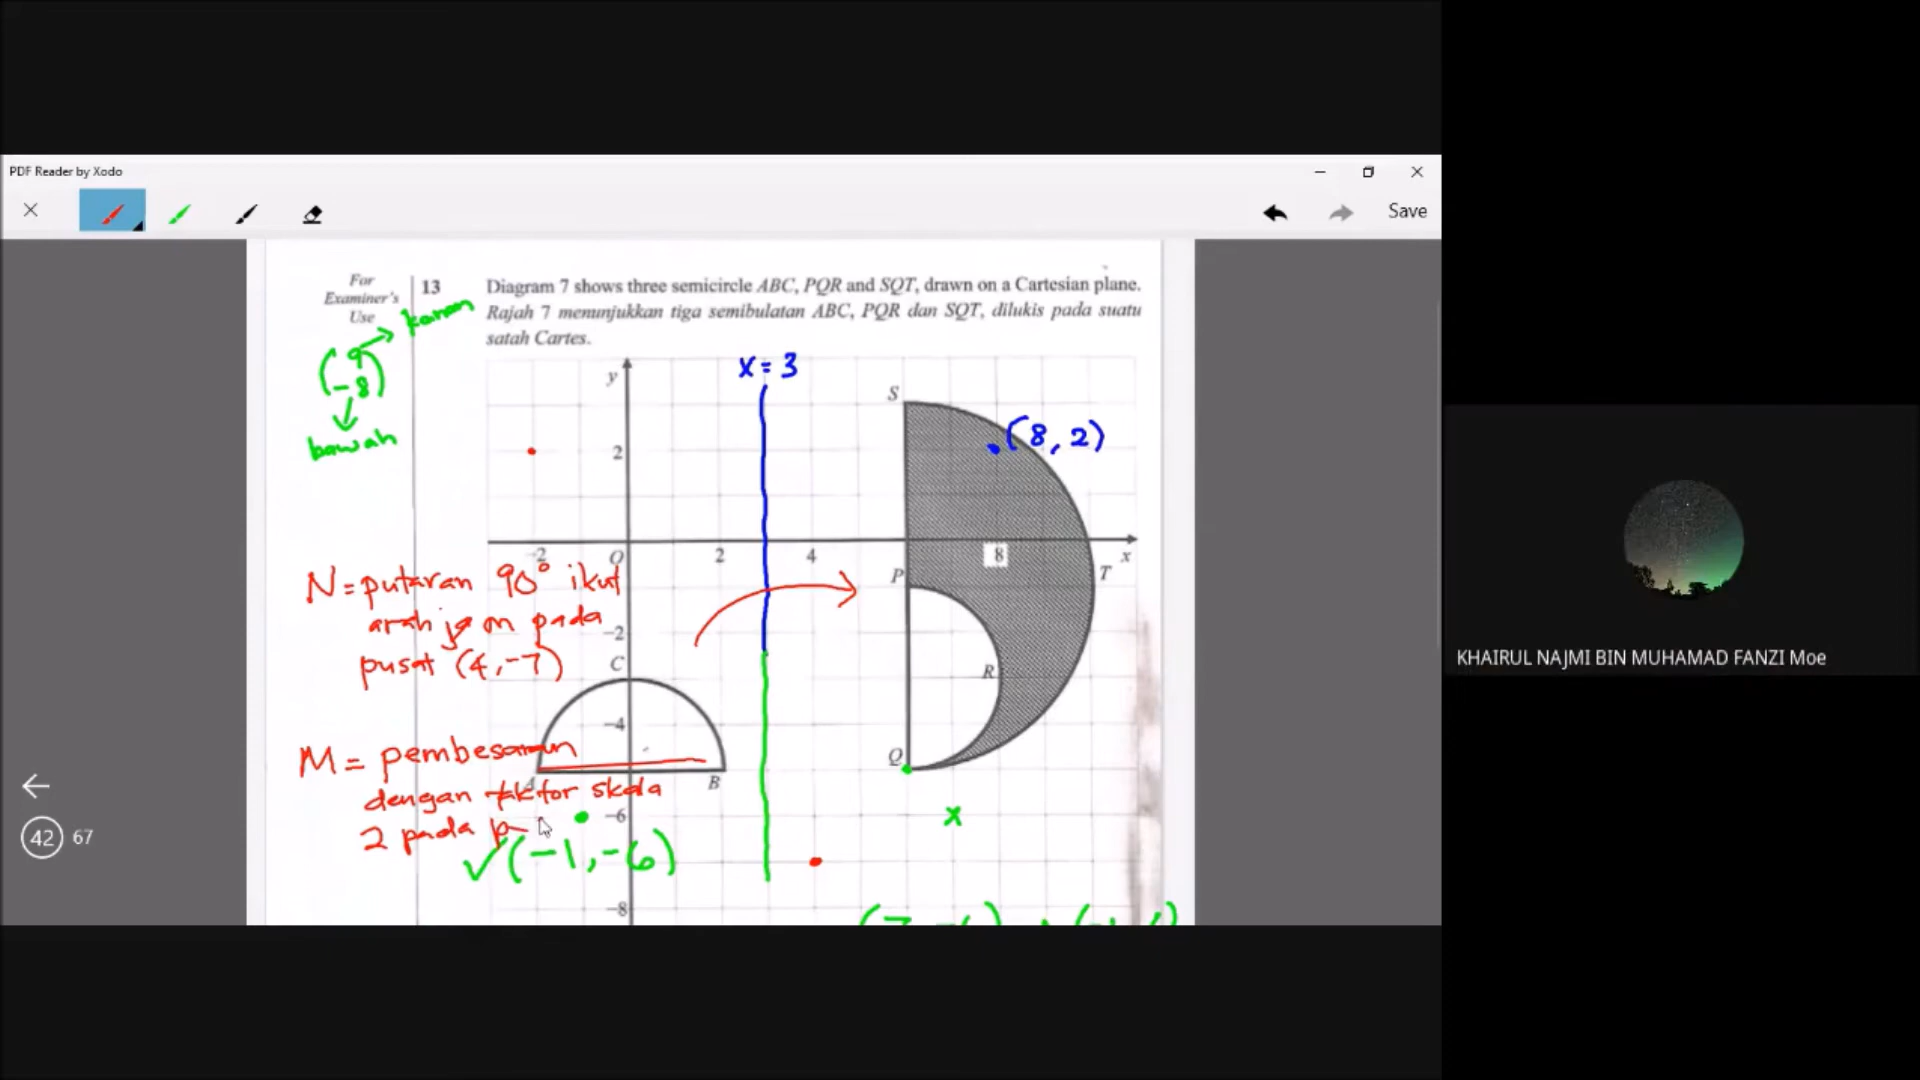 PDF Reader by Xodo
Save
For
Examiner's
Use
13
Diagram 7 shows three semicircle ABC, PQR and SQT, drawn on a Cartesian plane.
Rajah 7 menunjukkan tiga semibulatan ABC, PQR dan SQT, dilukis pada suatu
satah Cartes.
(9
-8)
kanan
bawah
x = 3
y
S
(8, 2)
2
-2
O
2
4
8
x
P
T
N = putaran 90° ikut
arah jam pada
pusat (4, -7)
-2
C
R
-4
M = pembesaran
dengan faktor skala
2 pada p
Q
A
B
-6
x
✓(-1, -6)
-8
42
67
KHAIRUL NAJMI BIN MUHAMAD FANZI Moe